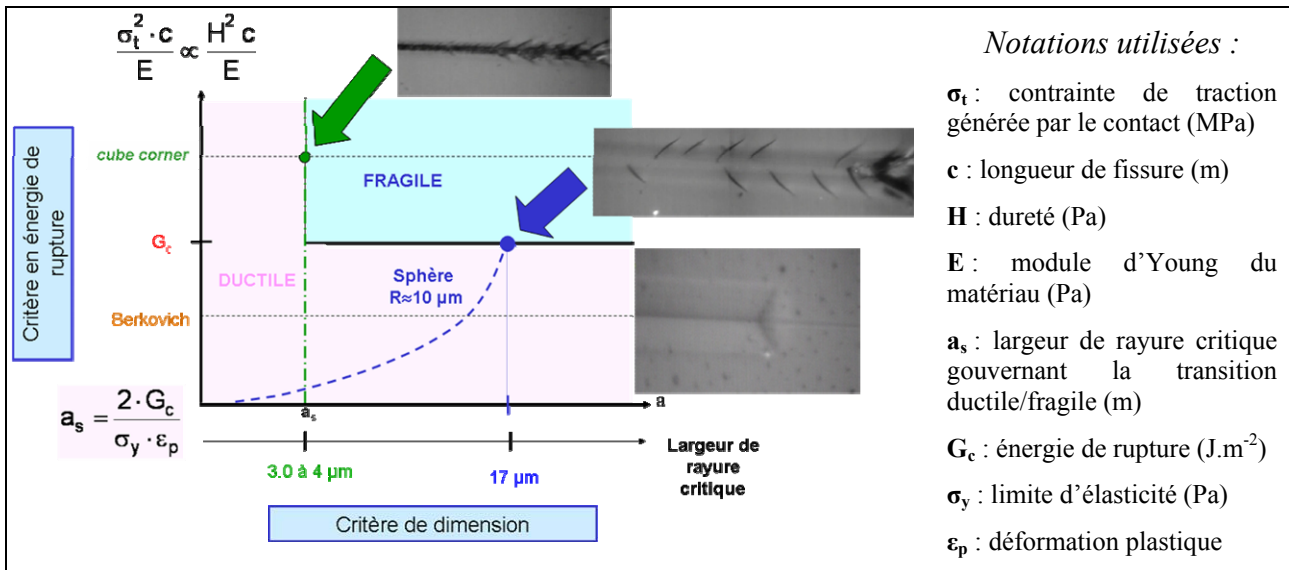 σt² · c / E ∝ H² c / E
Critère en énergie de rupture
cube corner
Gc
Berkovich
FRAGILE
DUCTILE
Sphère
R≈10 µm
as
a
as = 2 · Gc / σy · εp
3.0 à 4 µm
17 µm
Largeur de
rayure
critique
Critère de dimension
Notations utilisées :
σt : contrainte de traction
générée par le contact (MPa)
c : longueur de fissure (m)
H : dureté (Pa)
E : module d’Young du
matériau (Pa)
as : largeur de rayure critique
gouvernant la transition
ductile/fragile (m)
Gc : énergie de rupture (J.m-2)
σy : limite d’élasticité (Pa)
εp : déformation plastique